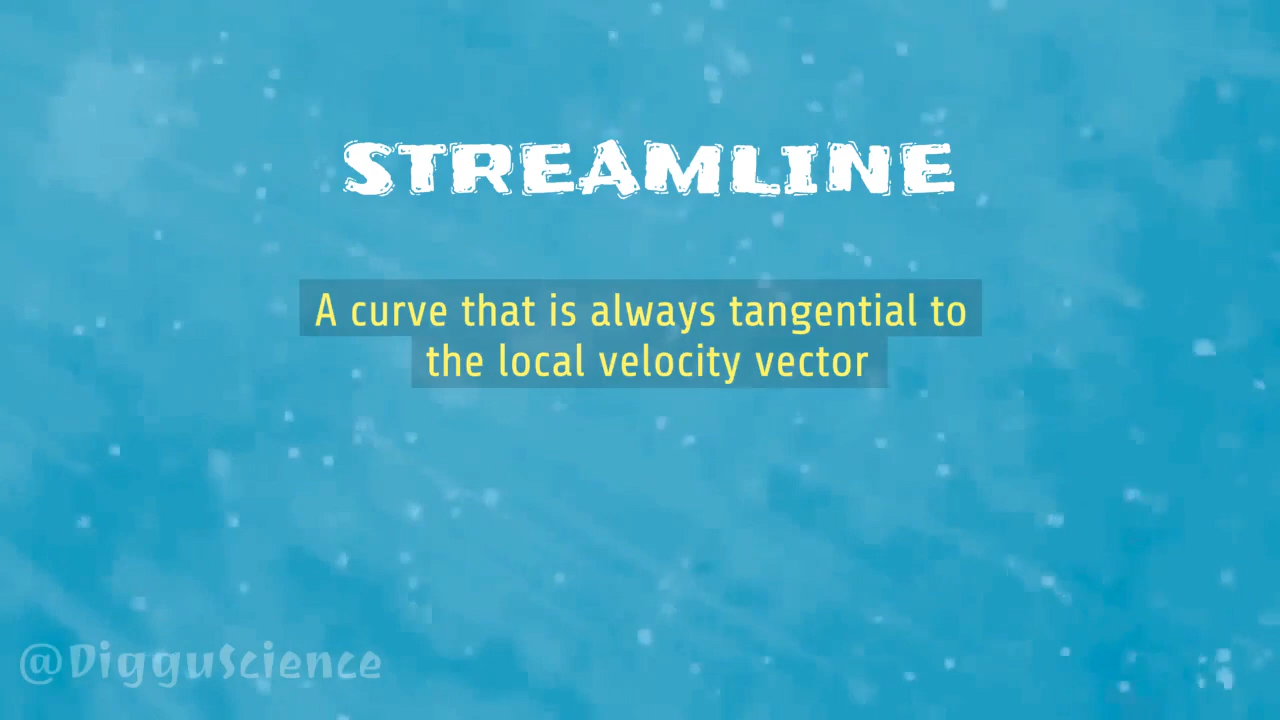 STREAMLINE
A curve that is always tangential to
the local velocity vector
@DigguScience